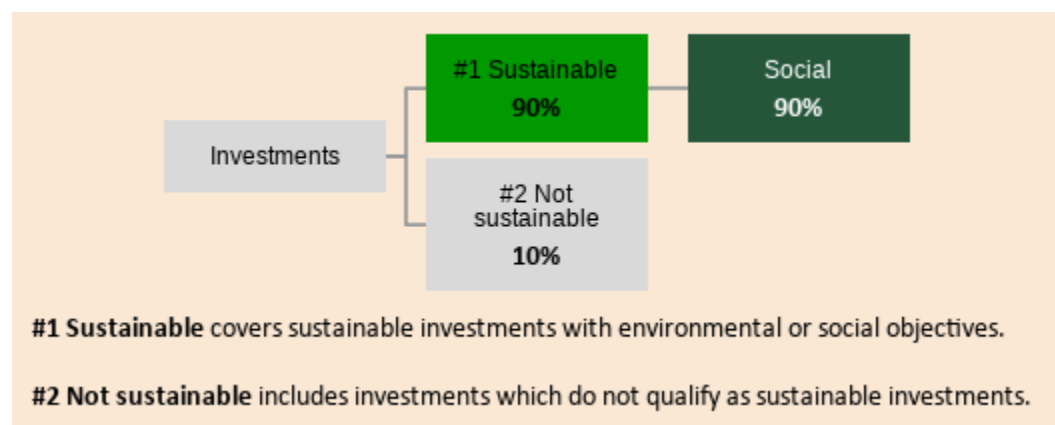 #1 Sustainable
90%
Social
90%
Investments
#2 Not
sustainable
10%
#1 Sustainable covers sustainable investments with environmental or social objectives.
#2 Not sustainable includes investments which do not qualify as sustainable investments.